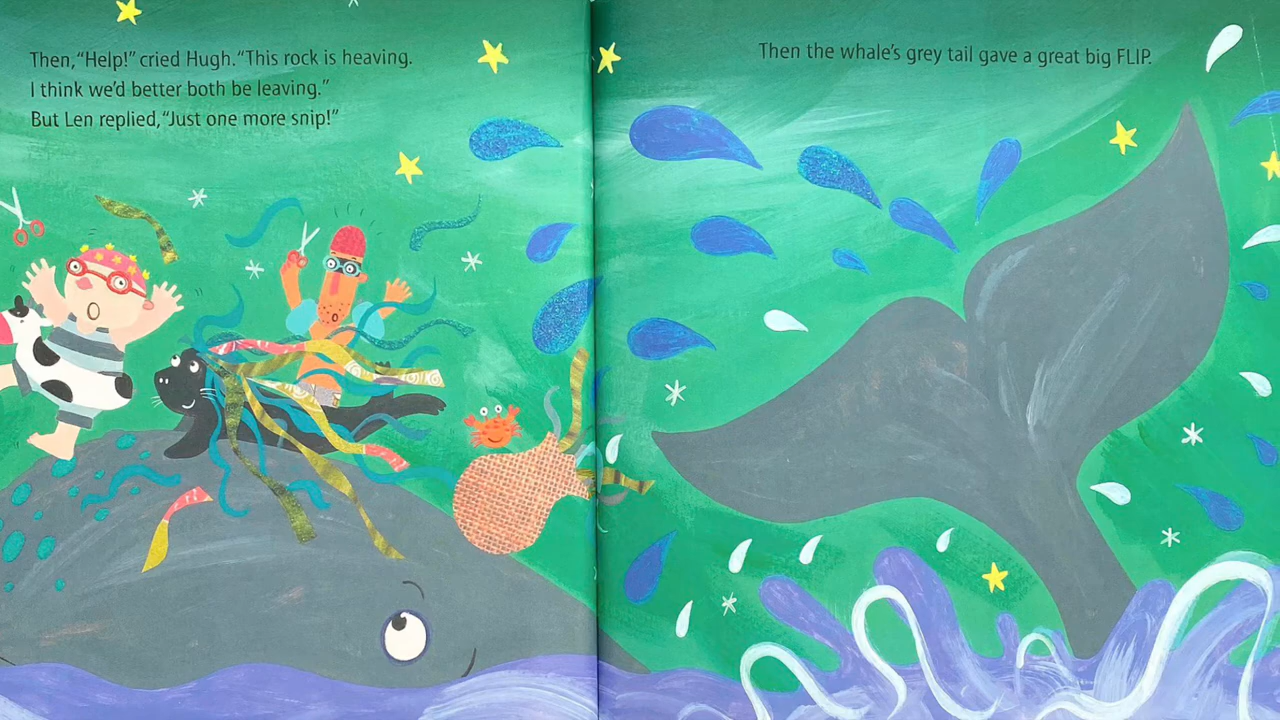 Then, “Help!” cried Hugh. “This rock is heaving.
I think we’d better both be leaving.”
But Len replied, “Just one more snip!”
Then the whale’s grey tail gave a great big FLIP.